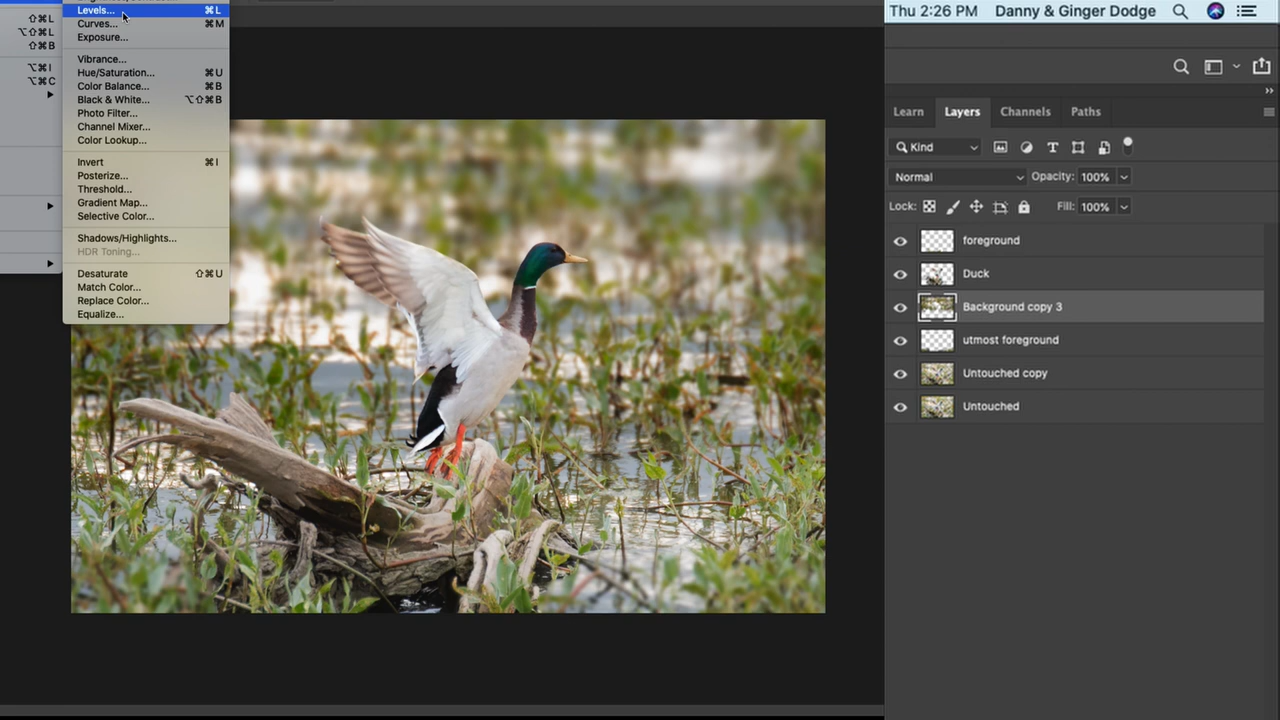 Thu 2:26 PM Danny & Ginger Dodge
Levels... ⌘L
Curves... ⌘M
Exposure...
Vibrance...
Hue/Saturation... ⌘U
Color Balance... ⌘B
Black & White... ⌥⇧⌘B
Photo Filter...
Channel Mixer...
Color Lookup...
Invert ⌘I
Posterize...
Threshold...
Gradient Map...
Selective Color...
Shadows/Highlights...
HDR Toning...
Desaturate ⇧⌘U
Match Color...
Replace Color...
Equalize...
⇧⌘L
⌥⇧⌘L
⇧⌘B
⌥⌘I
⌥⌘C
Learn Layers Channels Paths
Kind
Normal Opacity: 100%
Lock: Fill: 100%
foreground
Duck
Background copy 3
utmost foreground
Untouched copy
Untouched